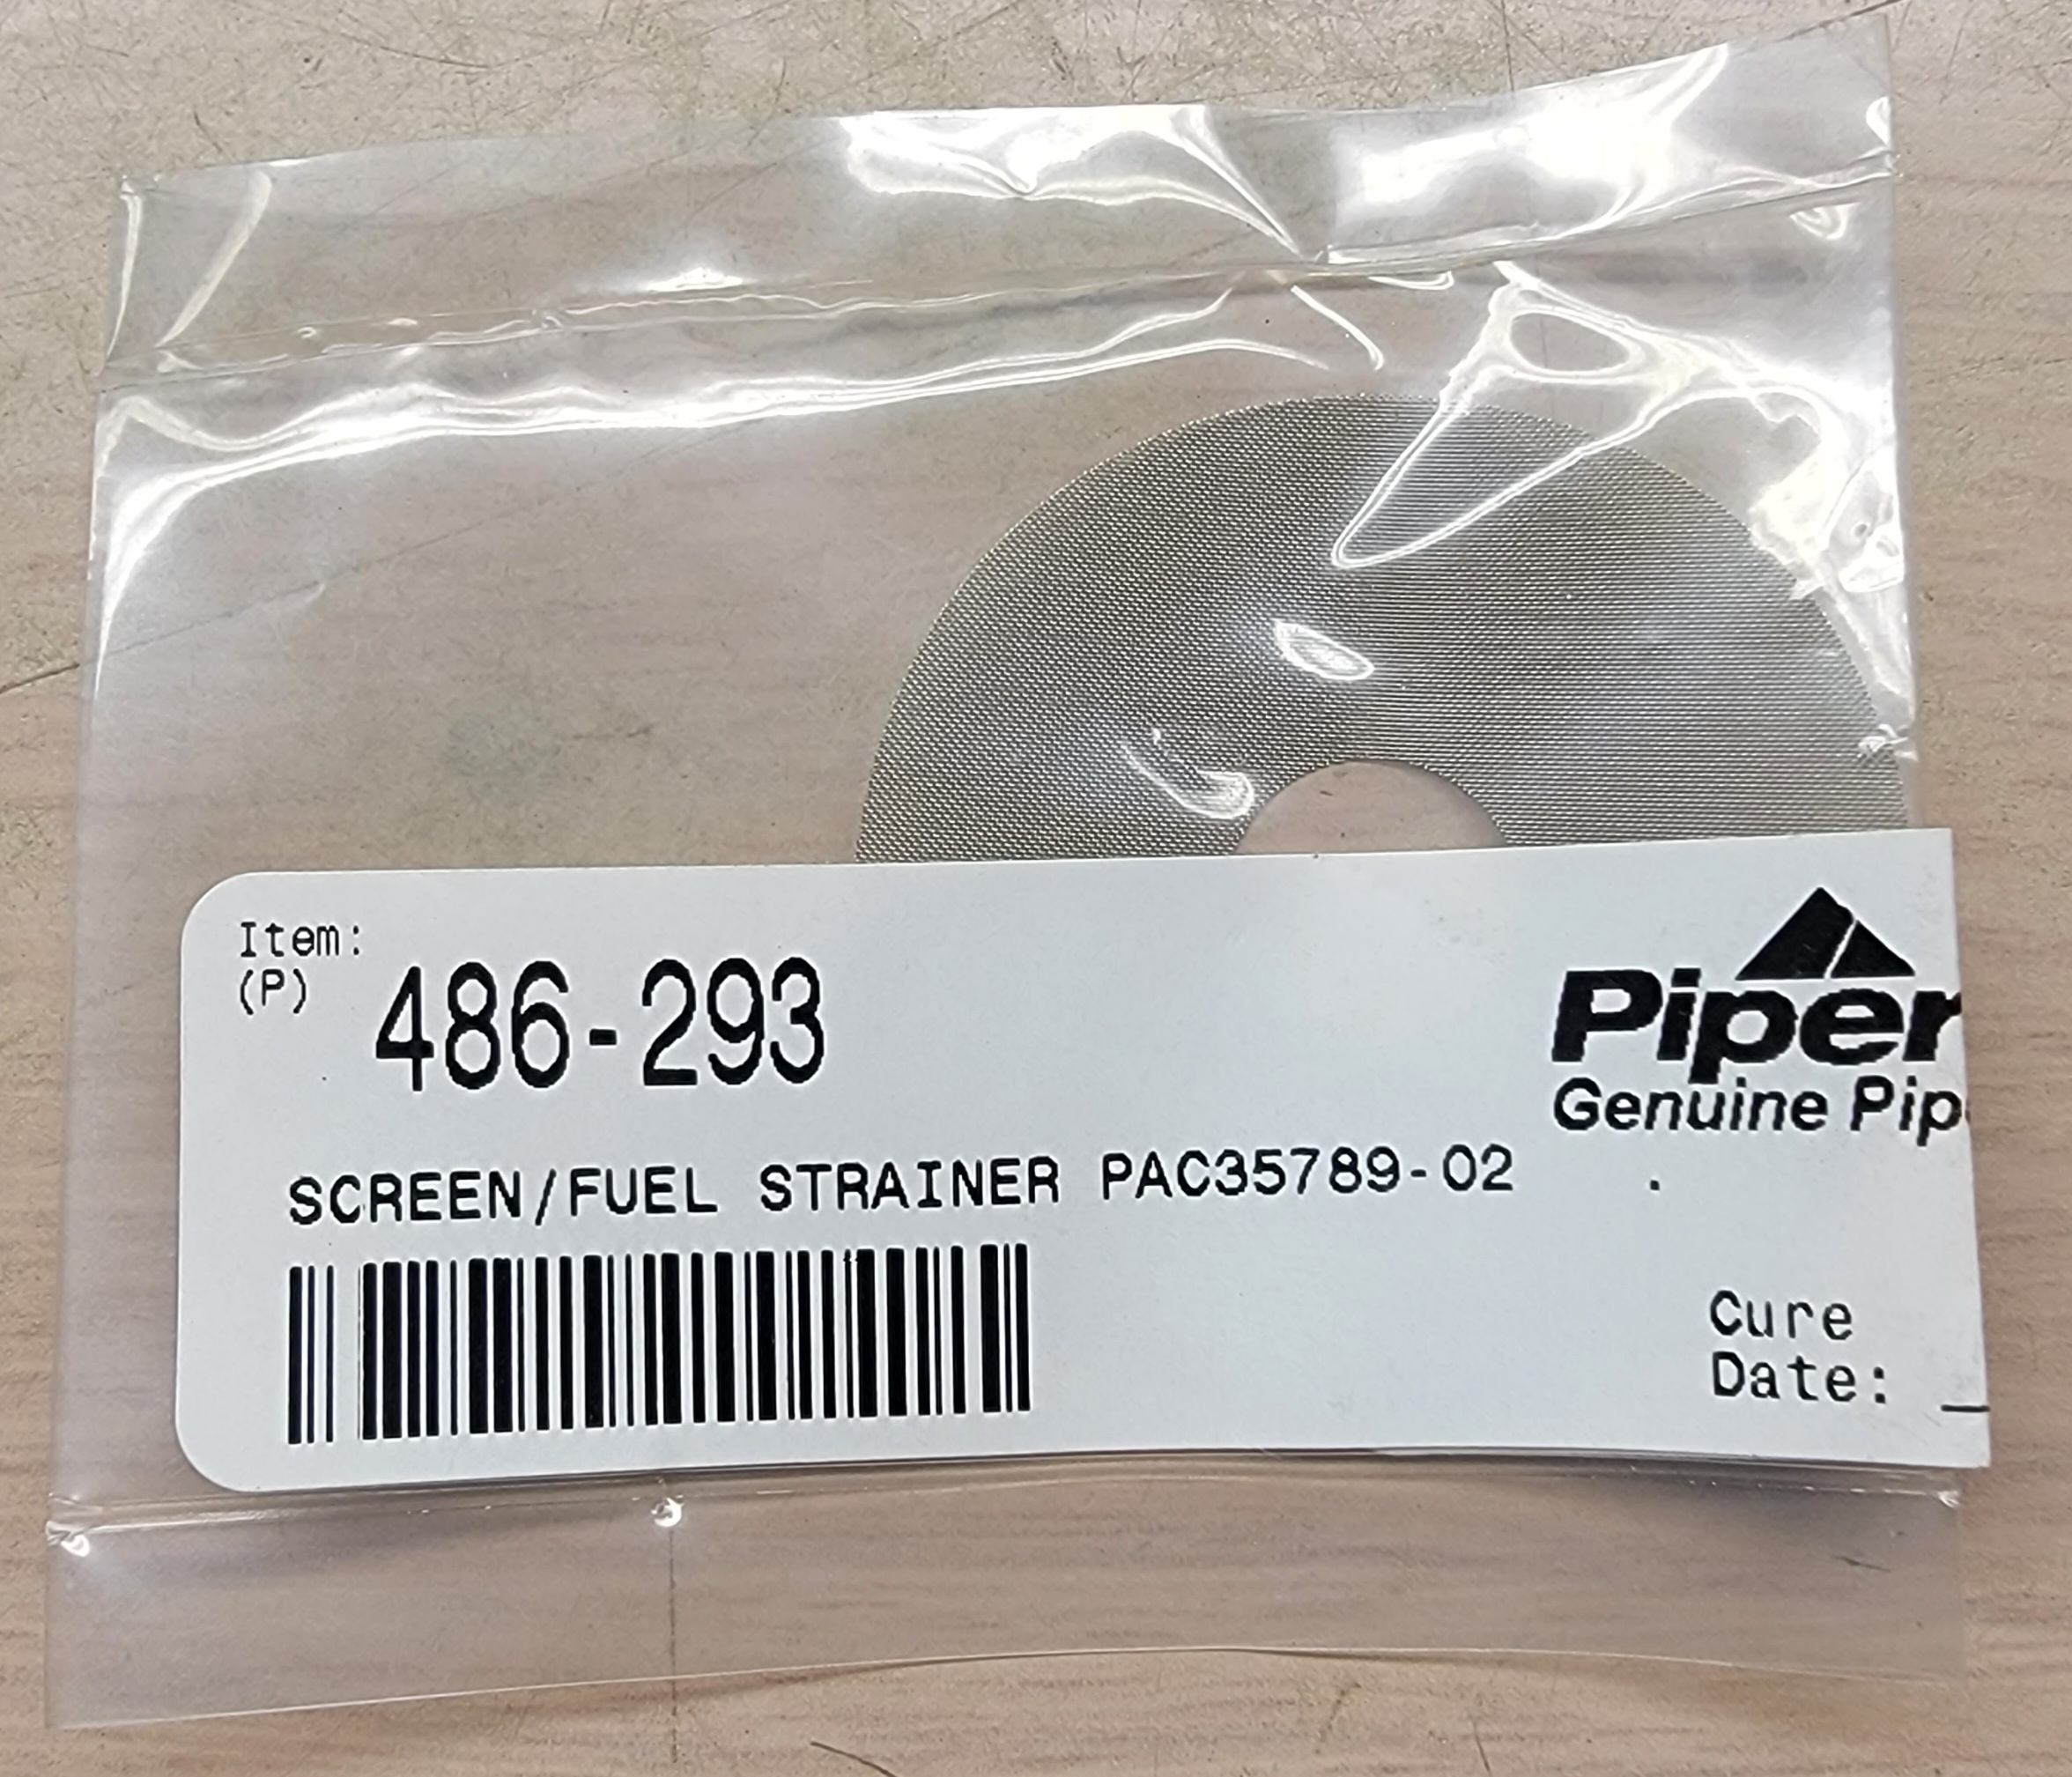 Item:
(P)
486-293
Piper
Genuine Pip
SCREEN/FUEL STRAINER PAC35789-02
Cure
Date: _